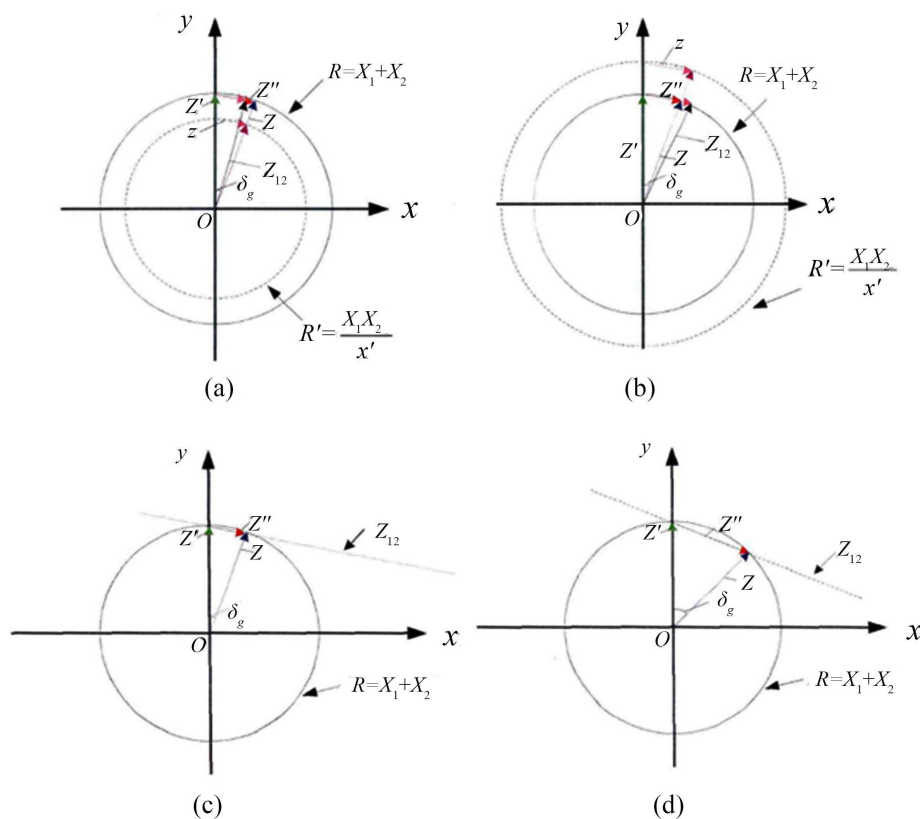 y
R=X₁+X₂
Z' Z''
Z
z
Z₁₂
δg
O x
R'=X₁X₂/x'
(a)
y
z
R=X₁+X₂
Z''
Z' Z Z₁₂
δg
O x
R'=X₁X₂/x'
(b)
y
Z' Z''
Z Z₁₂
δg
O x
R=X₁+X₂
(c)
y
Z' Z''
Z₁₂
Z
δg
O x
R=X₁+X₂
(d)